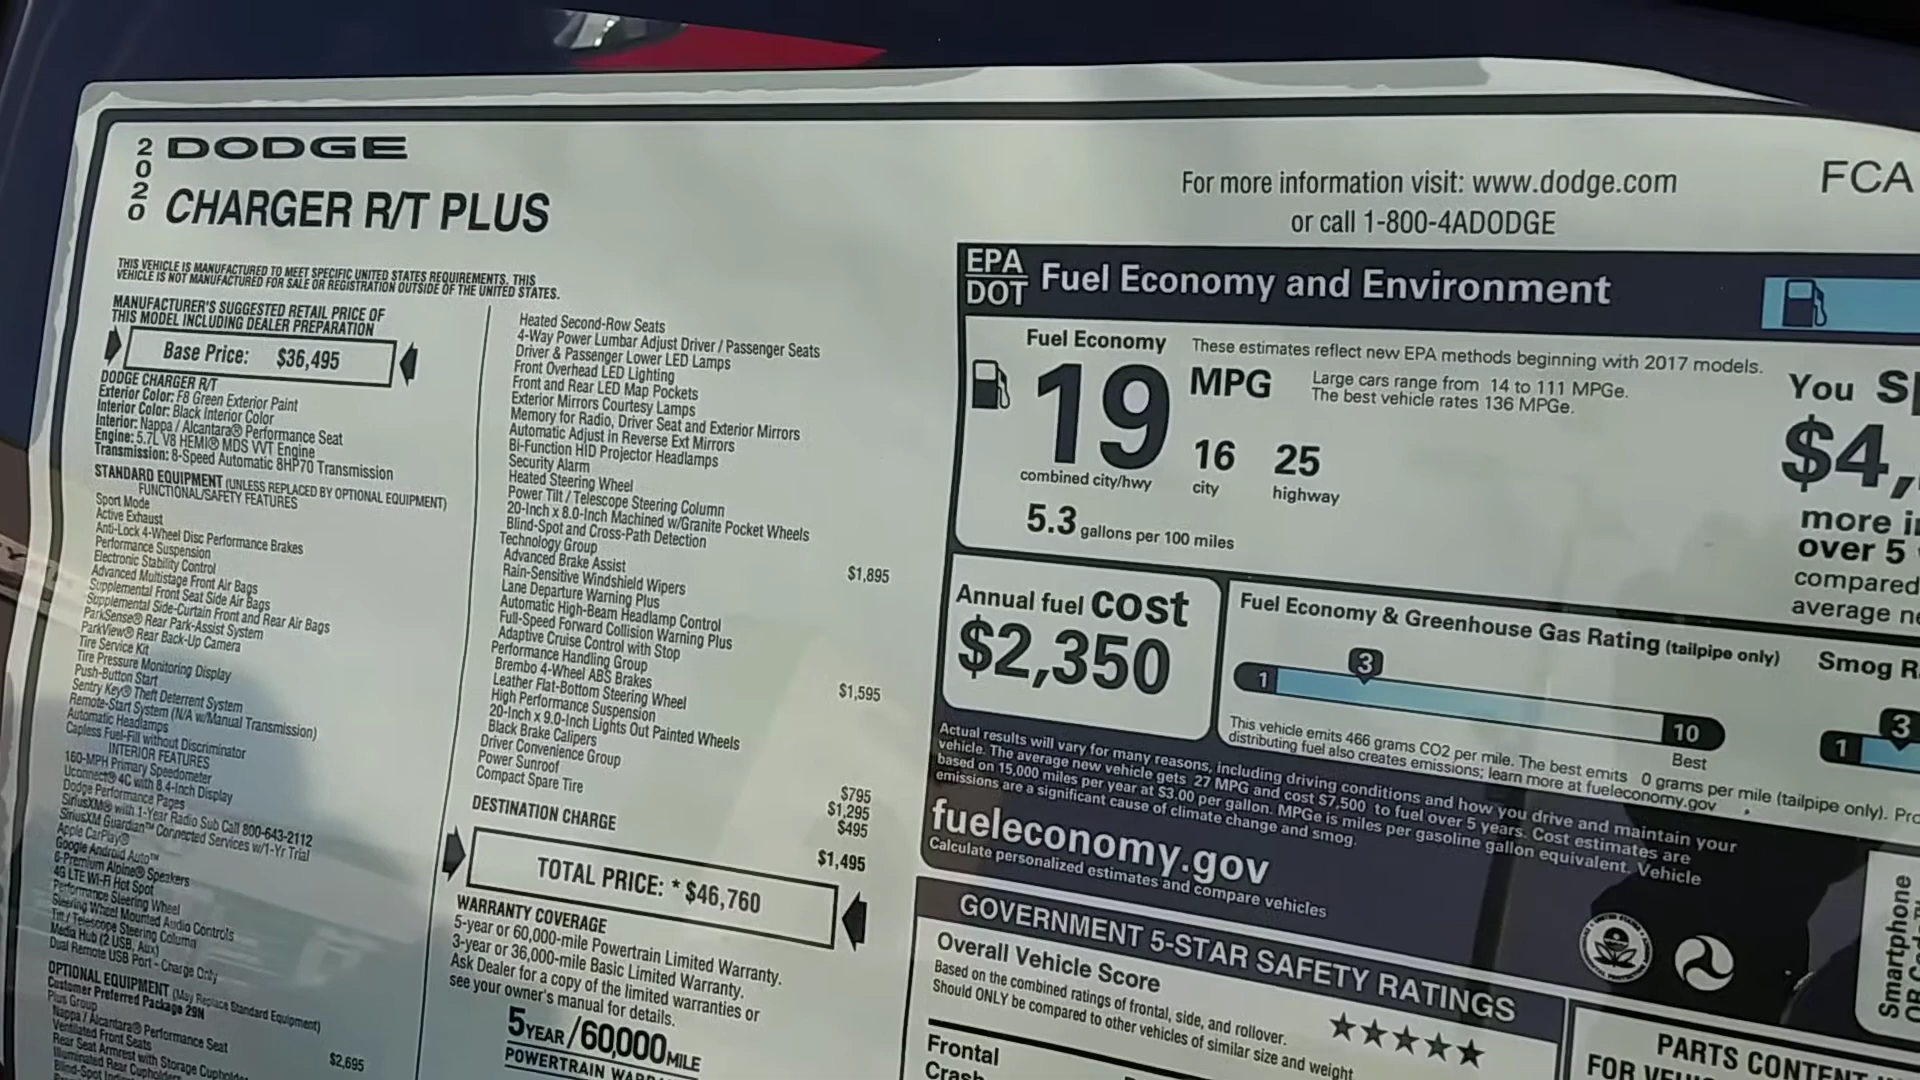 2020 DODGE
CHARGER R/T PLUS
THIS VEHICLE IS MANUFACTURED TO MEET SPECIFIC UNITED STATES REQUIREMENTS. THIS
VEHICLE IS NOT MANUFACTURED FOR SALE OR REGISTRATION OUTSIDE OF THE UNITED STATES.
MANUFACTURER'S SUGGESTED RETAIL PRICE OF
THIS MODEL INCLUDING DEALER PREPARATION
Base Price: $36,495
DODGE CHARGER R/T
Exterior Color: F8 Green Exterior Paint
Interior Color: Black Interior Color
Interior: Nappa / Alcantara® Performance Seat
Engine: 5.7L V8 HEMI® MDS VVT Engine
Transmission: 8-Speed Automatic 8HP70 Transmission
STANDARD EQUIPMENT (UNLESS REPLACED BY OPTIONAL EQUIPMENT)
FUNCTIONAL/SAFETY FEATURES
Sport Mode
Active Exhaust
Anti-Lock 4-Wheel Disc Performance Brakes
Performance Suspension
Electronic Stability Control
Advanced Multistage Front Air Bags
Supplemental Front Seat Side Air Bags
Supplemental Side-Curtain Front and Rear Air Bags
ParkSense® Rear Park-Assist System
ParkView® Rear Back-Up Camera
Tire Service Kit
Tire Pressure Monitoring Display
Push-Button Start
Sentry Key® Theft Deterrent System
Remote-Start System (N/A w/Manual Transmission)
Automatic Headlamps
Capless Fuel-Fill without Discriminator
INTERIOR FEATURES
160-MPH Primary Speedometer
Uconnect® 4C with 8.4-Inch Display
Dodge Performance Pages
SiriusXM® with 1-Year Radio Sub Call 800-643-2112
SiriusXM Guardian™ Connected Services w/1-Yr Trial
Apple CarPlay®
Google Android Auto™
6-Premium Alpine® Speakers
4G LTE Wi-Fi Hot Spot
Performance Steering Wheel
Steering Wheel Mounted Audio Controls
Tilt / Telescope Steering Column
Media Hub (2 USB, Aux)
Dual Remote USB Port - Charge Only
OPTIONAL EQUIPMENT (May Replace Standard Equipment)
Customer Preferred Package 29N
Plus Group $2,695
Nappa / Alcantara® Performance Seat
Ventilated Front Seats
Rear Seat Armrest with Storage Cupholder
Illuminated Rear Cupholders
Heated Second-Row Seats
4-Way Power Lumbar Adjust Driver / Passenger Seats
Driver & Passenger Lower LED Lamps
Front Overhead LED Lighting
Front and Rear LED Map Pockets
Exterior Mirrors Courtesy Lamps
Memory for Radio, Driver Seat and Exterior Mirrors
Automatic Adjust in Reverse Ext Mirrors
Bi-Function HID Projector Headlamps
Security Alarm
Heated Steering Wheel
Power Tilt / Telescope Steering Column
20-Inch x 8.0-Inch Machined w/Granite Pocket Wheels
Blind-Spot and Cross-Path Detection
Technology Group $1,895
Advanced Brake Assist
Rain-Sensitive Windshield Wipers
Lane Departure Warning Plus
Automatic High-Beam Headlamp Control
Full-Speed Forward Collision Warning Plus
Adaptive Cruise Control with Stop
Performance Handling Group $1,595
Brembo 4-Wheel ABS Brakes
Leather Flat-Bottom Steering Wheel
High Performance Suspension
20-Inch x 9.0-Inch Lights Out Painted Wheels
Black Brake Calipers
Driver Convenience Group $795
Power Sunroof $1,295
Compact Spare Tire $495
DESTINATION CHARGE $1,495
TOTAL PRICE: * $46,760
WARRANTY COVERAGE
5-year or 60,000-mile Powertrain Limited Warranty.
3-year or 36,000-mile Basic Limited Warranty.
Ask Dealer for a copy of the limited warranties or
see your owner's manual for details.
5 YEAR / 60,000 MILE
POWERTRAIN
For more information visit: www.dodge.com
or call 1-800-4ADODGE
FCA
EPA
DOT
Fuel Economy and Environment
Fuel Economy
These estimates reflect new EPA methods beginning with 2017 models.
19 MPG
Large cars range from 14 to 111 MPGe.
The best vehicle rates 136 MPGe.
16 25
combined city/hwy city highway
5.3 gallons per 100 miles
You
$4,
more
over 5
compared
average
Annual fuel cost
$2,350
Fuel Economy & Greenhouse Gas Rating (tailpipe only)
3
1 10
Best
Smog
3
1
This vehicle emits 466 grams CO2 per mile. The best emits 0 grams per mile (tailpipe only).
distributing fuel also creates emissions; learn more at fueleconomy.gov
Actual results will vary for many reasons, including driving conditions and how you drive and maintain your
vehicle. The average new vehicle gets 27 MPG and cost $7,500 to fuel over 5 years. Cost estimates are
based on 15,000 miles per year at $3.00 per gallon. MPGe is miles per gasoline gallon equivalent. Vehicle
emissions are a significant cause of climate change and smog.
fueleconomy.gov
Calculate personalized estimates and compare vehicles
Smartphone
GOVERNMENT 5-STAR SAFETY RATINGS
Overall Vehicle Score
★★★★★
Based on the combined ratings of frontal, side, and rollover.
Should ONLY be compared to other vehicles of similar size and weight
Frontal
Crash
PARTS CONTENT
FOR